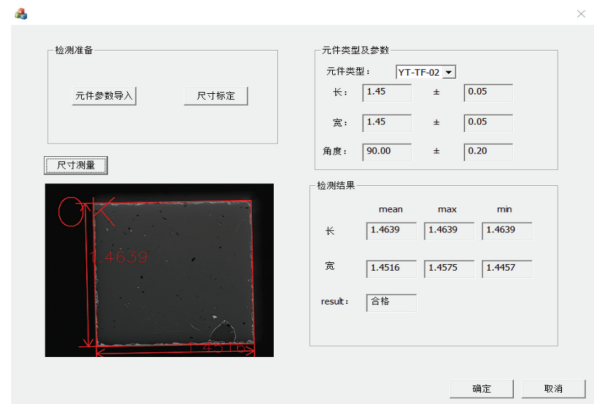 检测准备
元件参数导入
尺寸标定
尺寸测量
OK
1.4639
1.4516
元件类型及参数
元件类型： YT-TF-02
长： 1.45 ± 0.05
宽： 1.45 ± 0.05
角度： 90.00 ± 0.20
检测结果
mean max min
长 1.4639 1.4639 1.4639
宽 1.4516 1.4575 1.4457
result： 合格
确定
取消